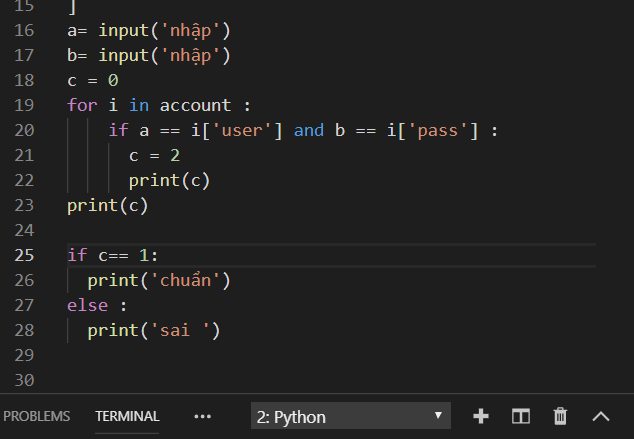 15 ]
16 a= input('nhập')
17 b= input('nhập')
18 c = 0
19 for i in account :
20 if a == i['user'] and b == i['pass'] :
21 c = 2
22 print(c)
23 print(c)
24
25 if c== 1:
26 print('chuẩn')
27 else :
28 print('sai ')
29
30
PROBLEMS TERMINAL ••• 2: Python